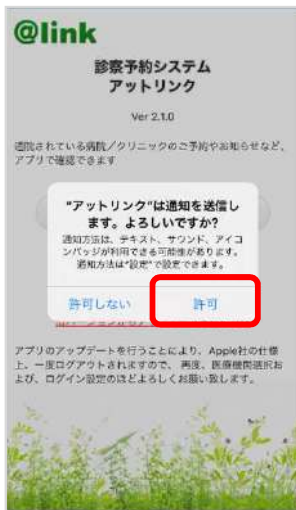 @link
診察予約システム
アットリンク
Ver 2.1.0
通院されている病院／クリニックのご予約やお知らせなど、
アプリで確認できます
"アットリンク"は通知を送信し
ます。よろしいですか?
通知方法は、テキスト、サウンド、アイコ
ンバッジが利用できる可能性があります。
通知方法は"設定"で設定できます。
許可しない
許可
アプリのアップデートを行うことにより、Apple社の仕様
上、一度ログアウトされますので、再度、医療機関選択お
よび、ログイン設定のほどよろしくお願い致します。